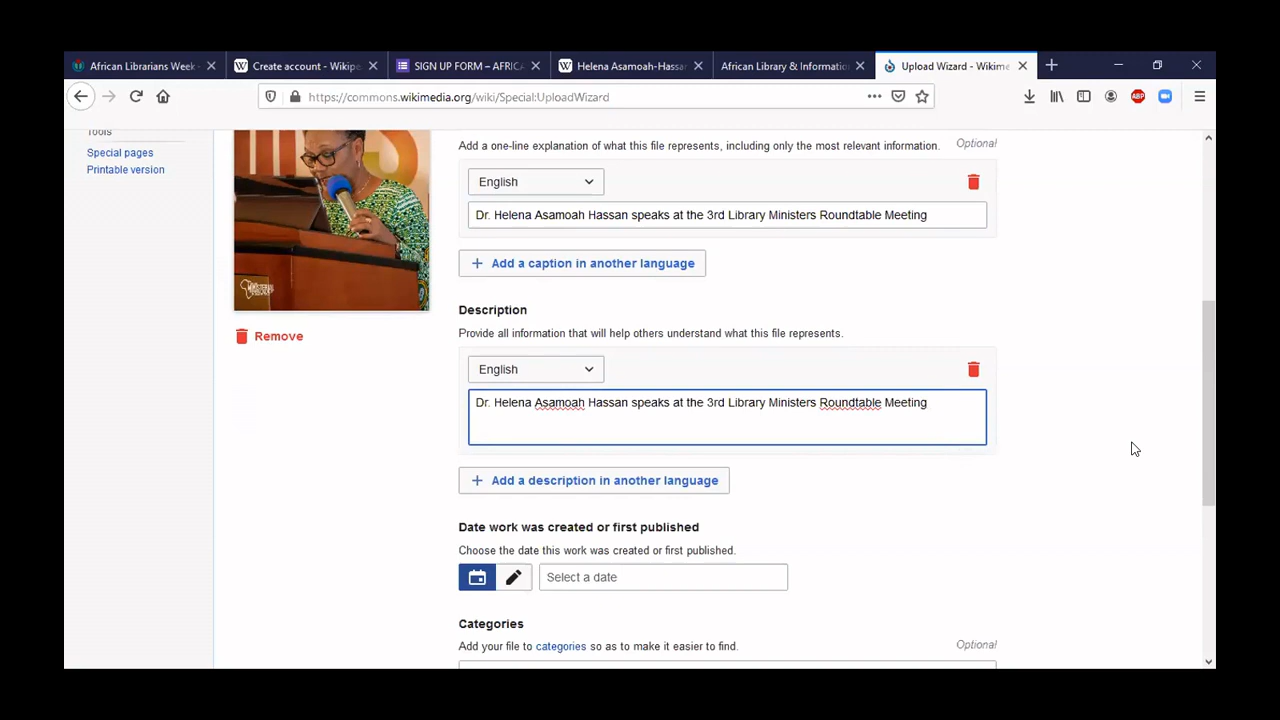 African Librarians Week -
Create account - Wikipe
SIGN UP FORM – AFRICA
Helena Asamoah-Hassa
African Library & Informatio
Upload Wizard - Wikime
https://commons.wikimedia.org/wiki/Special:UploadWizard
ABP
Tools
Special pages
Printable version
Add a one-line explanation of what this file represents, including only the most relevant information.
Optional
English
Dr. Helena Asamoah Hassan speaks at the 3rd Library Ministers Roundtable Meeting
+ Add a caption in another language
Remove
Description
Provide all information that will help others understand what this file represents.
English
Dr. Helena Asamoah Hassan speaks at the 3rd Library Ministers Roundtable Meeting
+ Add a description in another language
Date work was created or first published
Choose the date this work was created or first published.
Select a date
Categories
Add your file to categories so as to make it easier to find.
Optional